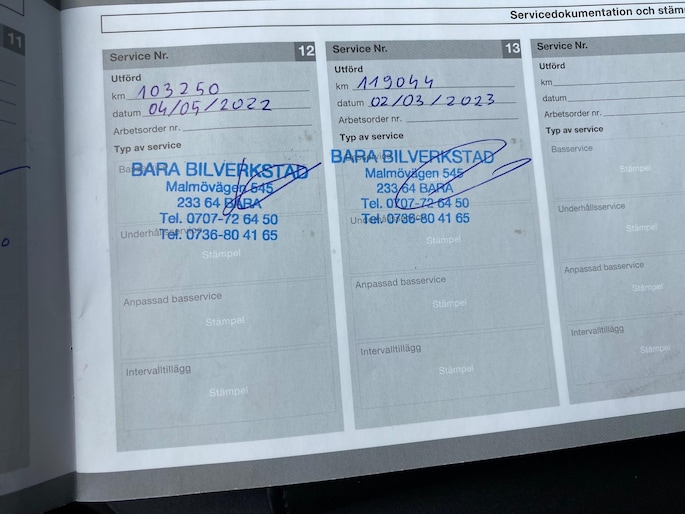 11
Servicedokumentation och
Service Nr. 12
Utförd
km 103250
datum 04/05/2022
Arbetsorder nr.
Typ av service
BARA BILVERKSTAD
Malmövägen 545
233 64 BARA
Tel. 0707-72 64 50
Tel. 0736-80 41 65
Stämpel
Anpassad basservice
Stämpel
Intervalltillägg
Stämpel
Service Nr. 13
Utförd
km 119044
datum 02/03/2023
Arbetsorder nr.
Typ av service
BARA BILVERKSTAD
Malmövägen 545
233 64 BARA
Tel. 0707-72 64 50
Tel. 0736-80 41 65
Stämpel
Anpassad basservice
Stämpel
Intervalltillägg
Stämpel
Service Nr.
Utförd
km
datum
Arbetsorder nr.
Typ av service
Basservice
Stämpel
Underhållsservice
Stämpel
Anpassad basservice
Stämpel
Intervalltillägg